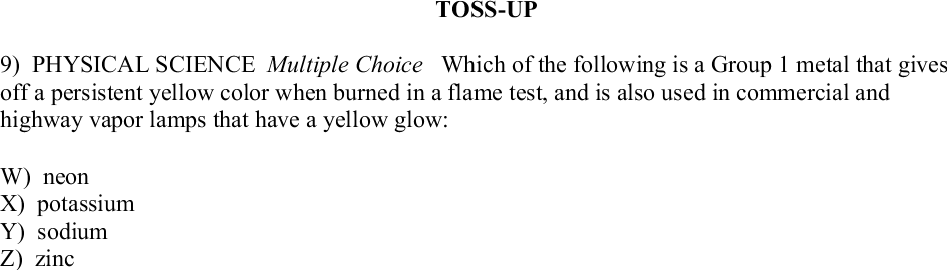 TOSS-UP
9) PHYSICAL SCIENCE Multiple Choice Which of the following is a Group 1 metal that gives
off a persistent yellow color when burned in a flame test, and is also used in commercial and
highway vapor lamps that have a yellow glow:
W) neon
X) potassium
Y) sodium
Z) zinc